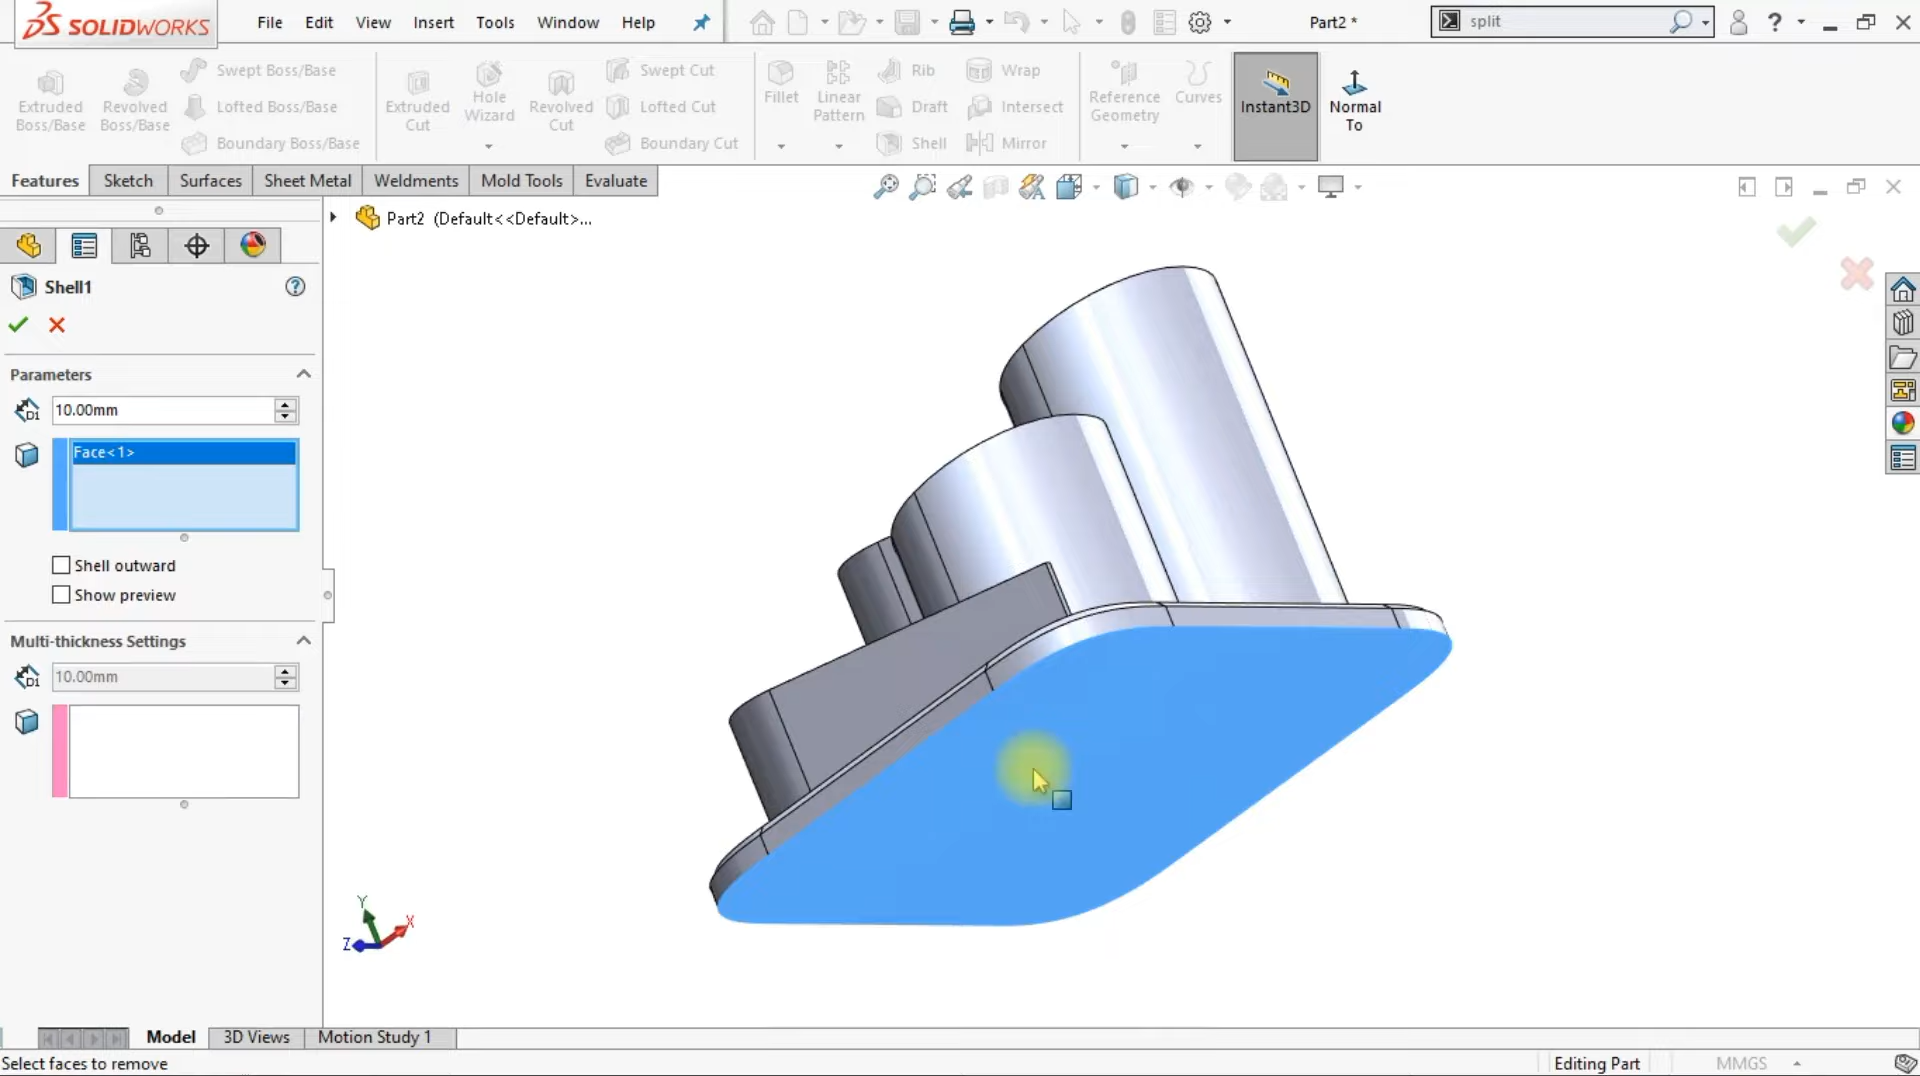 SOLIDWORKS File Edit View Insert Tools Window Help Part2 * split ?
Extruded Boss/Base
Revolved Boss/Base
Swept Boss/Base
Lofted Boss/Base
Boundary Boss/Base
Extruded Cut
Hole Wizard
Revolved Cut
Swept Cut
Lofted Cut
Boundary Cut
Fillet
Linear Pattern
Rib
Draft
Shell
Wrap
Intersect
Mirror
Reference Geometry
Curves
Instant3D
Normal To
Features Sketch Surfaces Sheet Metal Weldments Mold Tools Evaluate
Part2 (Default<<Default>...
Shell1 ?
Parameters
D1 10.00mm
Face<1>
Shell outward
Show preview
Multi-thickness Settings
D1 10.00mm
Y
X
Z
Model 3D Views Motion Study 1
Select faces to remove Editing Part MMGS